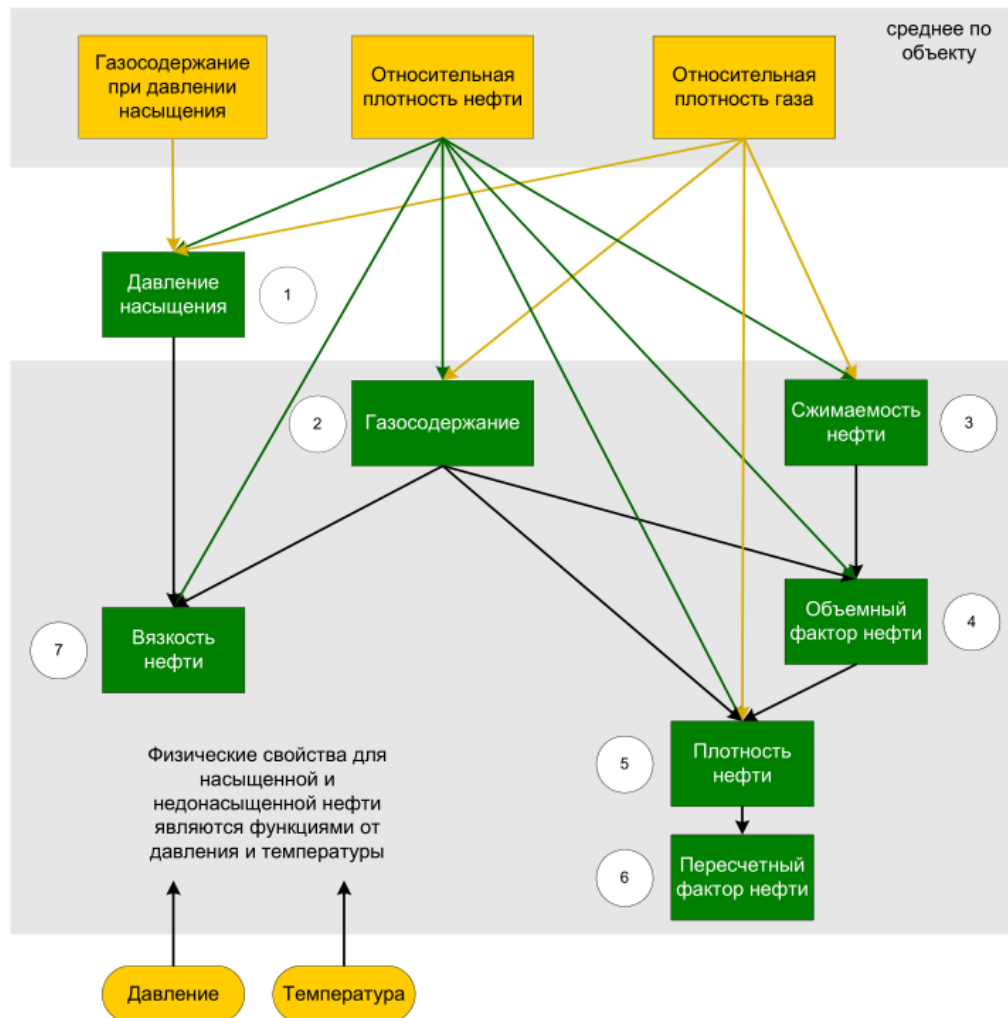 среднее по
объекту
Газосодержание
при давлении
насыщения
Относительная
плотность нефти
Относительная
плотность газа
Давление
насыщения
1
2
Газосодержание
Сжимаемость
нефти
3
7
Вязкость
нефти
Объемный
фактор нефти
4
5
Плотность
нефти
Физические свойства для
насыщенной и
недонасыщенной нефти
являются функциями от
давления и температуры
6
Пересчетный
фактор нефти
Давление
Температура